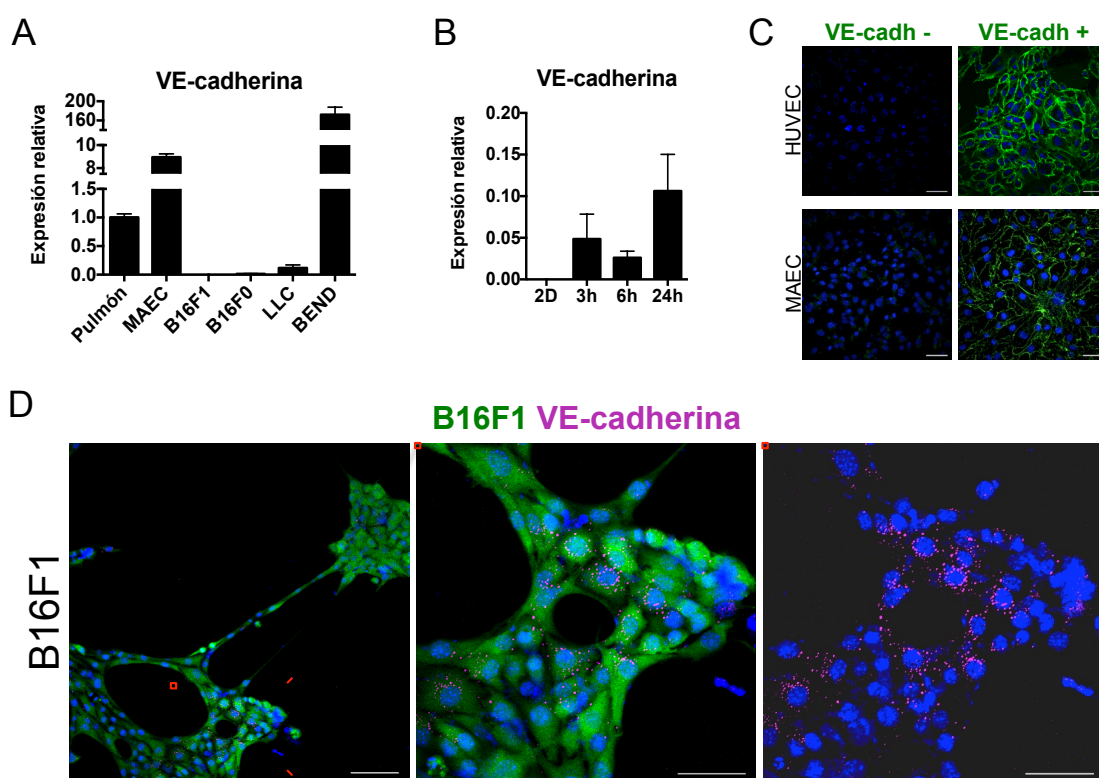 A
VE-cadherina
Expresión relativa
200
160
10
8
1.5
1.0
0.5
0.0
Pulmón
MAEC
B16F1
B16F0
LLC
BEND
B
VE-cadherina
Expresión relativa
0.20
0.15
0.10
0.05
0.00
2D
3h
6h
24h
C
VE-cadh -
VE-cadh +
HUVEC
MAEC
D
B16F1 VE-cadherina
B16F1